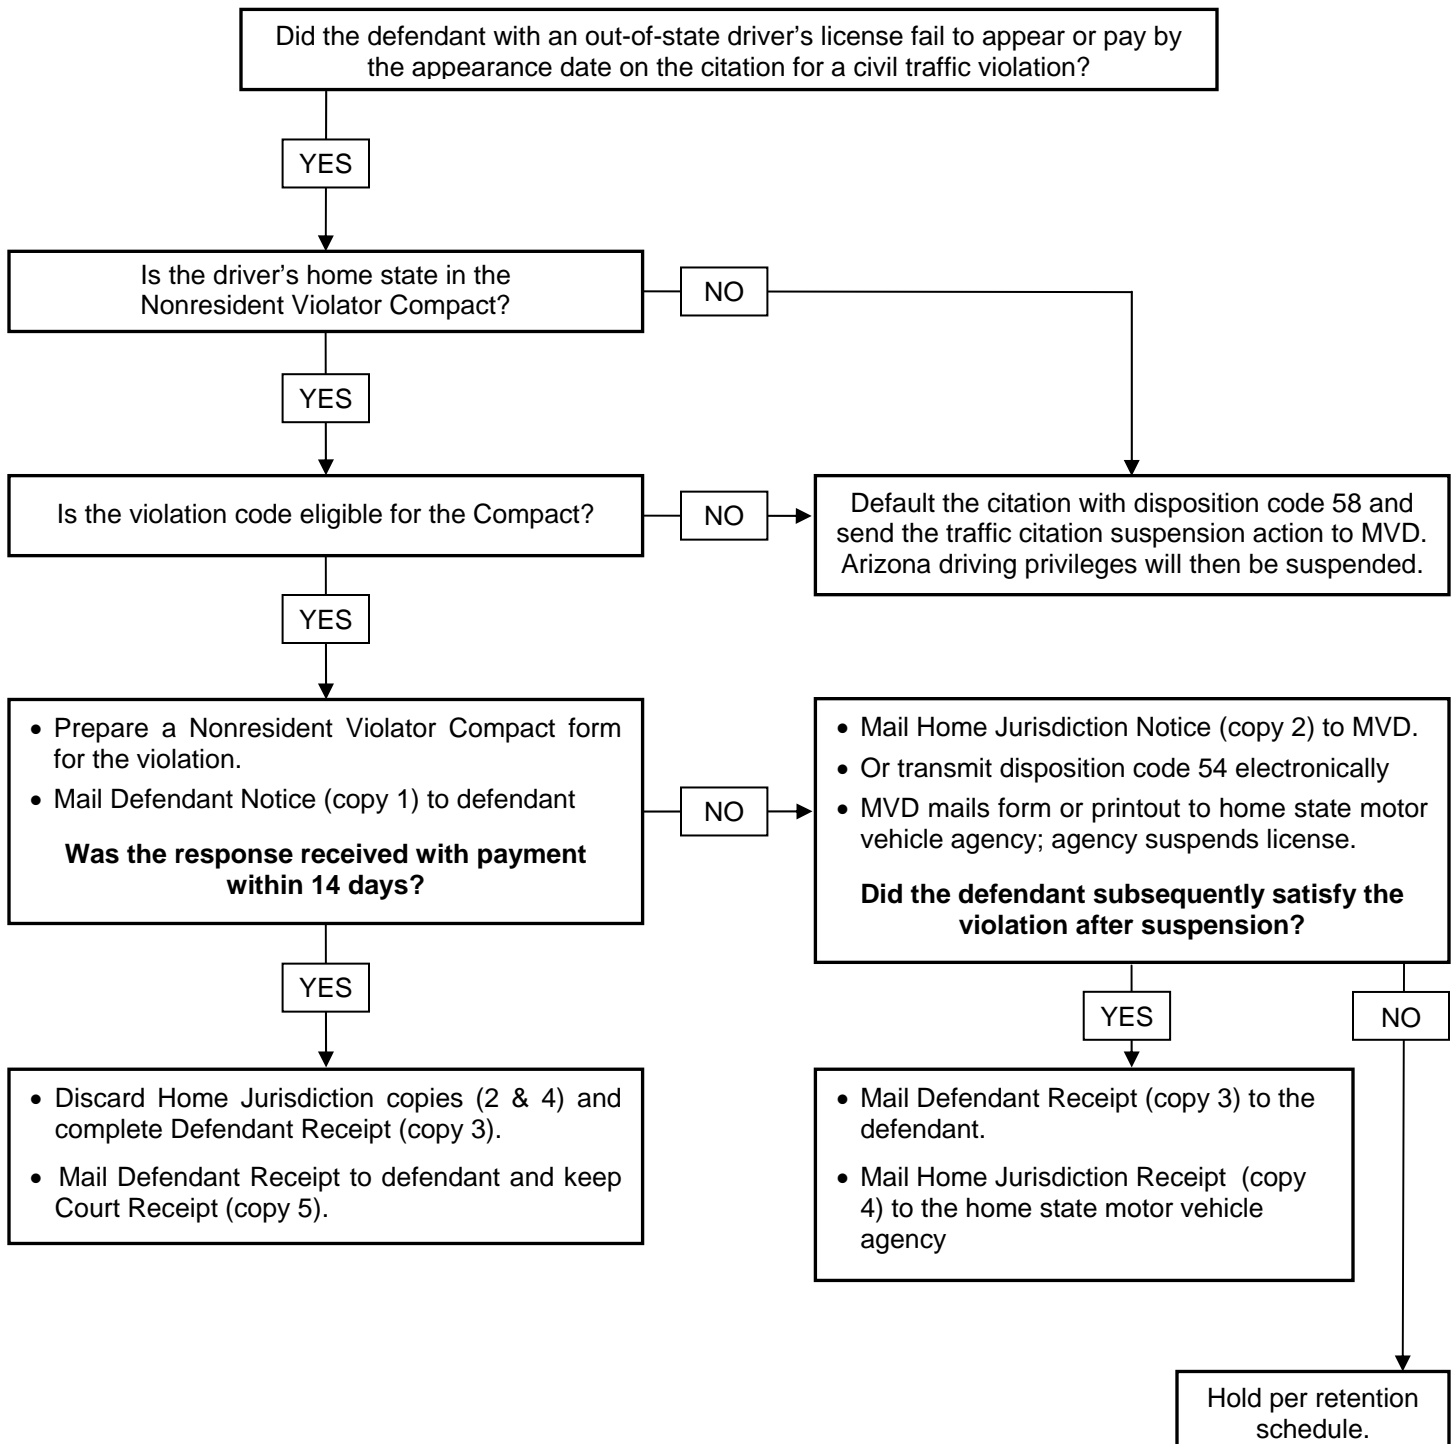 Did the defendant with an out-of-state driver’s license fail to appear or pay by
the appearance date on the citation for a civil traffic violation?
YES
Is the driver’s home state in the
Nonresident Violator Compact?
NO
YES
Is the violation code eligible for the Compact?
NO
Default the citation with disposition code 58 and
send the traffic citation suspension action to MVD.
Arizona driving privileges will then be suspended.
YES
• Prepare a Nonresident Violator Compact form
for the violation.
• Mail Defendant Notice (copy 1) to defendant
Was the response received with payment
within 14 days?
NO
• Mail Home Jurisdiction Notice (copy 2) to MVD.
• Or transmit disposition code 54 electronically
• MVD mails form or printout to home state motor
vehicle agency; agency suspends license.
Did the defendant subsequently satisfy the
violation after suspension?
YES
YES
NO
• Discard Home Jurisdiction copies (2 & 4) and
complete Defendant Receipt (copy 3).
• Mail Defendant Receipt to defendant and keep
Court Receipt (copy 5).
• Mail Defendant Receipt (copy 3) to the
defendant.
• Mail Home Jurisdiction Receipt (copy
4) to the home state motor vehicle
agency
Hold per retention
schedule.